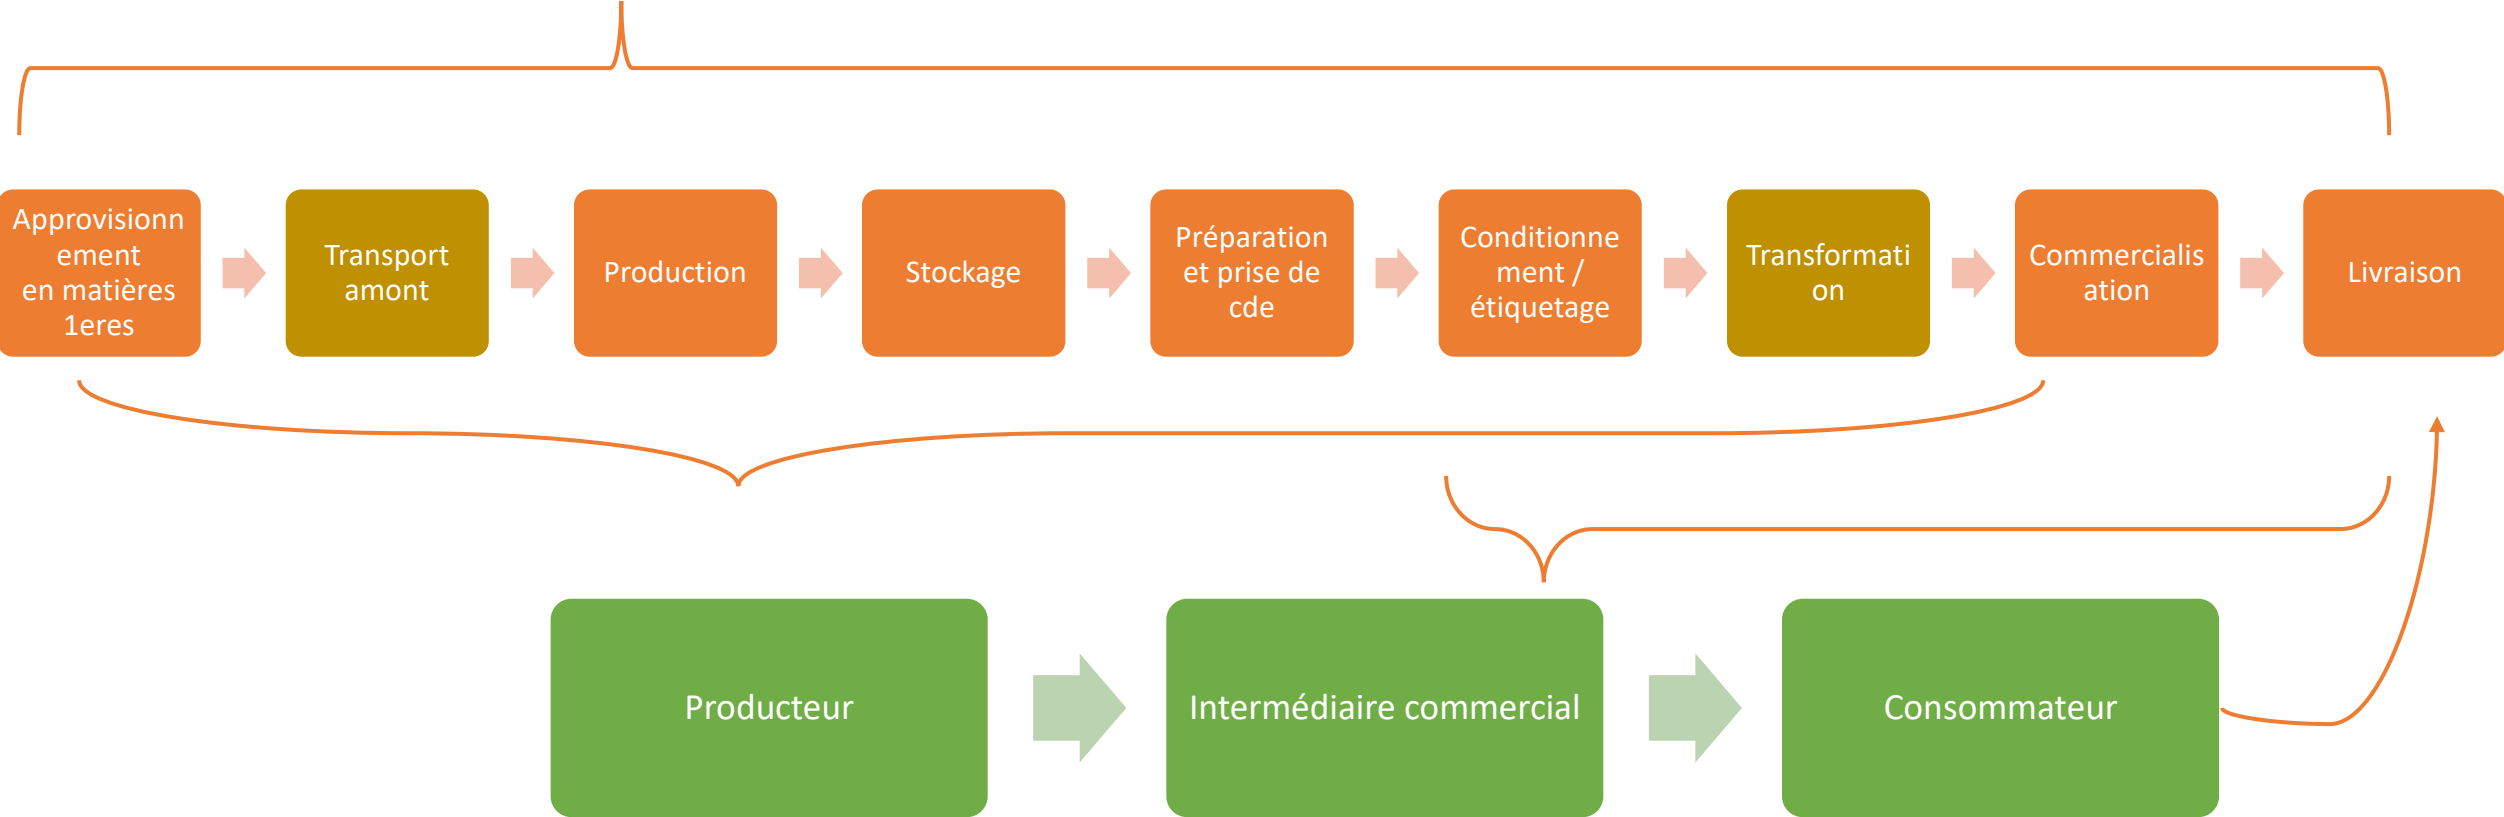 Approvisionn
ement
en matières
1eres
Transport
amont
Production
Stockage
Préparation
et prise de
cde
Conditionne
ment /
étiquetage
Transformati
on
Commercialis
ation
Livraison
Producteur
Intermédiaire commercial
Consommateur